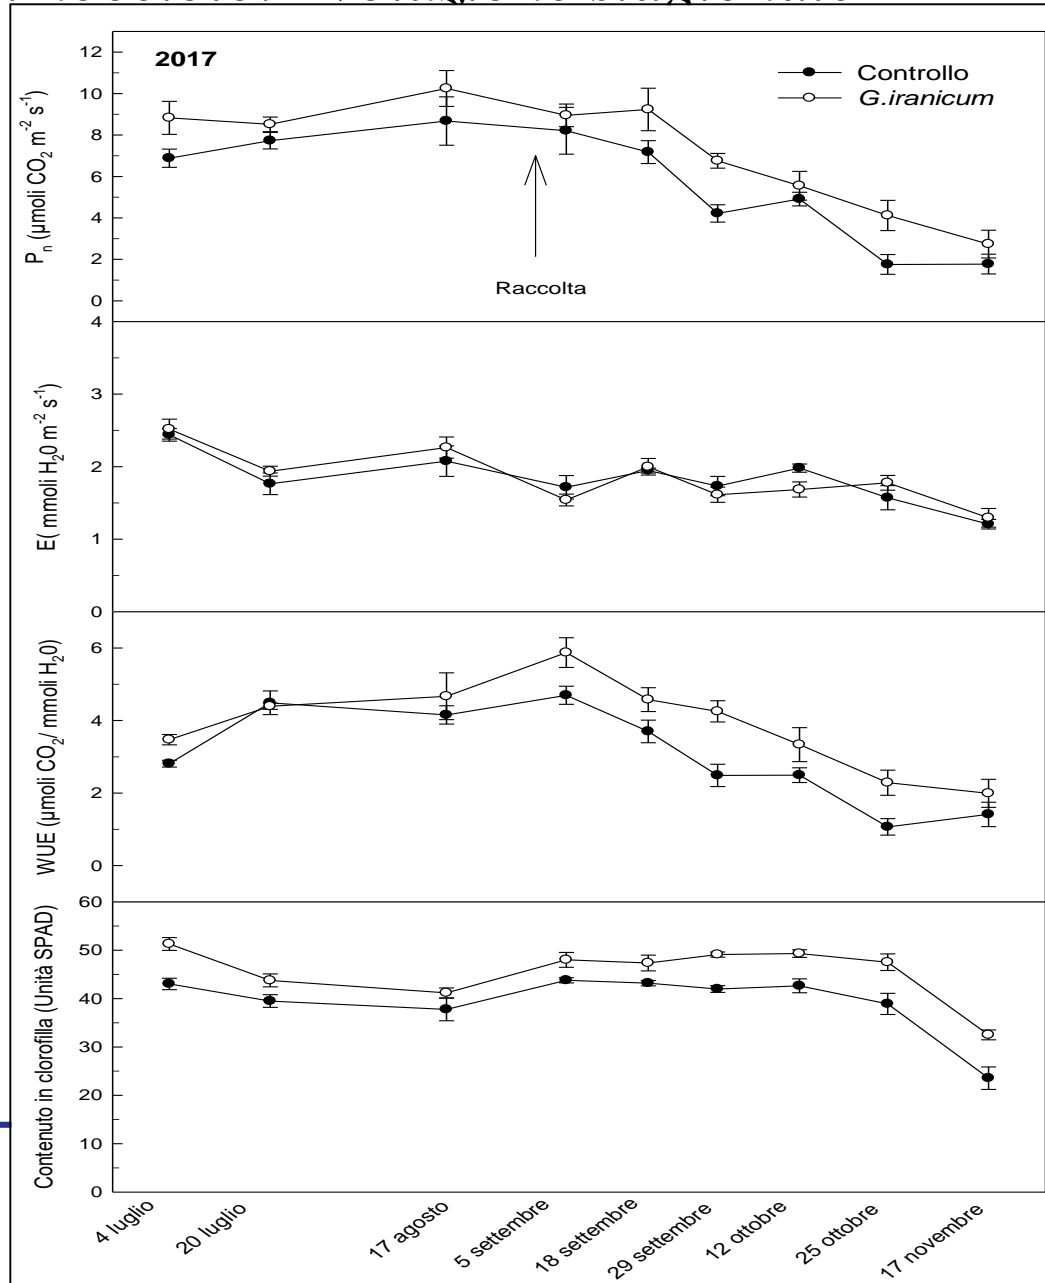 2017
Controllo
G.iranicum
Raccolta
Pn (µmoli CO2 m-2 s-1)
12
10
8
6
4
2
0
E( mmoli H20 m-2 s-1)
4
3
2
1
0
WUE (µmoli CO2/ mmoli H20)
6
4
2
0
Contenuto in clorofilla (Unità SPAD)
60
50
40
30
20
10
0
4 luglio
20 luglio
17 agosto
5 settembre
18 settembre
29 settembre
12 ottobre
25 ottobre
17 novembre